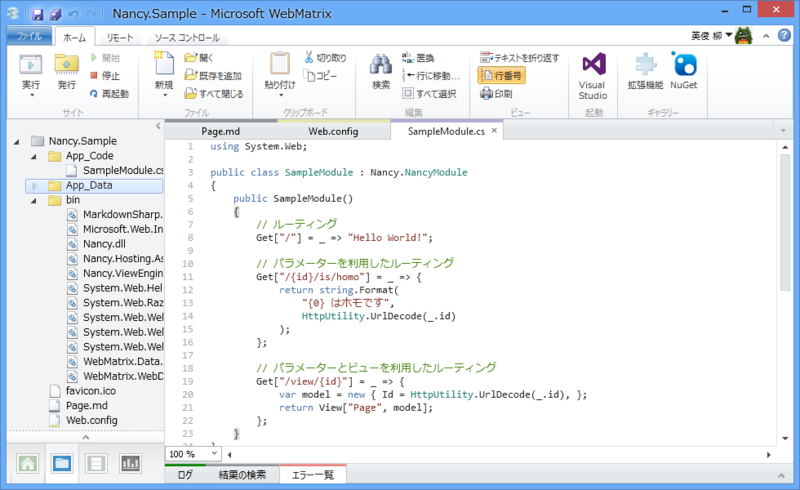 Nancy.Sample - Microsoft WebMatrix
ファイル ホーム リモート ソース コントロール 英俊 柳
実行 発行 開始 停止 再起動
サイト
新規 開く 既存を追加 すべて閉じる
ファイル
貼り付け 切り取り コピー
クリップボード
検索 置換 行に移動... すべて選択
編集
テキストを折り返す 行番号 印刷
ビュー
Visual Studio
起動
拡張機能 NuGet
ギャラリー
Nancy.Sample
App_Code
SampleModule.cs
App_Data
bin
MarkdownSharp.
Microsoft.Web.In
Nancy.dll
Nancy.Hosting.As
Nancy.ViewEngin
System.Web.Hel
System.Web.Raz
System.Web.We
System.Web.We
System.Web.We
WebMatrix.Data.
WebMatrix.WebD
favicon.ico
Page.md
Web.config
Page.md Web.config SampleModule.cs
1 using System.Web;
2
3 public class SampleModule : Nancy.NancyModule
4 {
5 public SampleModule()
6 {
7 // ルーティング
8 Get["/"] = _ => "Hello World!";
9
10 // パラメーターを利用したルーティング
11 Get["/{id}/is/homo"] = _ => {
12 return string.Format(
13 "{0} はホモです",
14 HttpUtility.UrlDecode(_.id)
15 );
16 };
17
18 // パラメーターとビューを利用したルーティング
19 Get["/view/{id}"] = _ => {
20 var model = new { Id = HttpUtility.UrlDecode(_.id), };
21 return View["Page", model];
22 };
23 }
24 }
100 %
ログ 結果の検索 エラー一覧